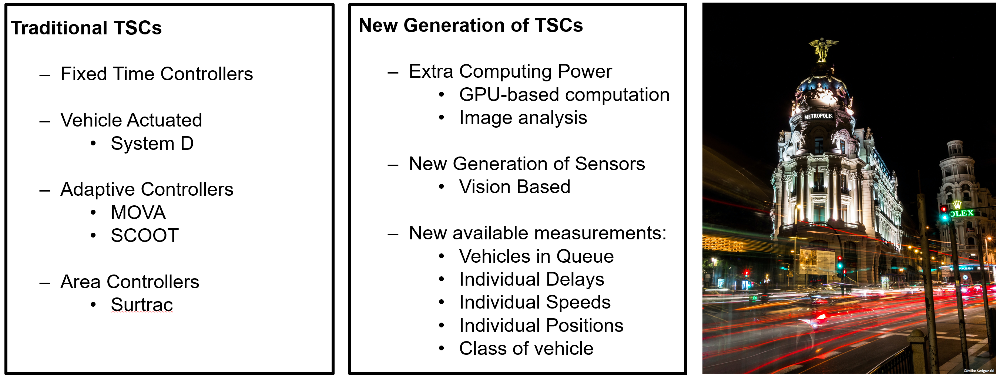 Traditional TSCs
– Fixed Time Controllers
– Vehicle Actuated
• System D
– Adaptive Controllers
• MOVA
• SCOOT
– Area Controllers
• Surtrac
New Generation of TSCs
– Extra Computing Power
• GPU-based computation
• Image analysis
– New Generation of Sensors
• Vision Based
– New available measurements:
• Vehicles in Queue
• Individual Delays
• Individual Speeds
• Individual Positions
• Class of vehicle
METROPOLIS
OLEX
RASSY
©Mike Swigunski